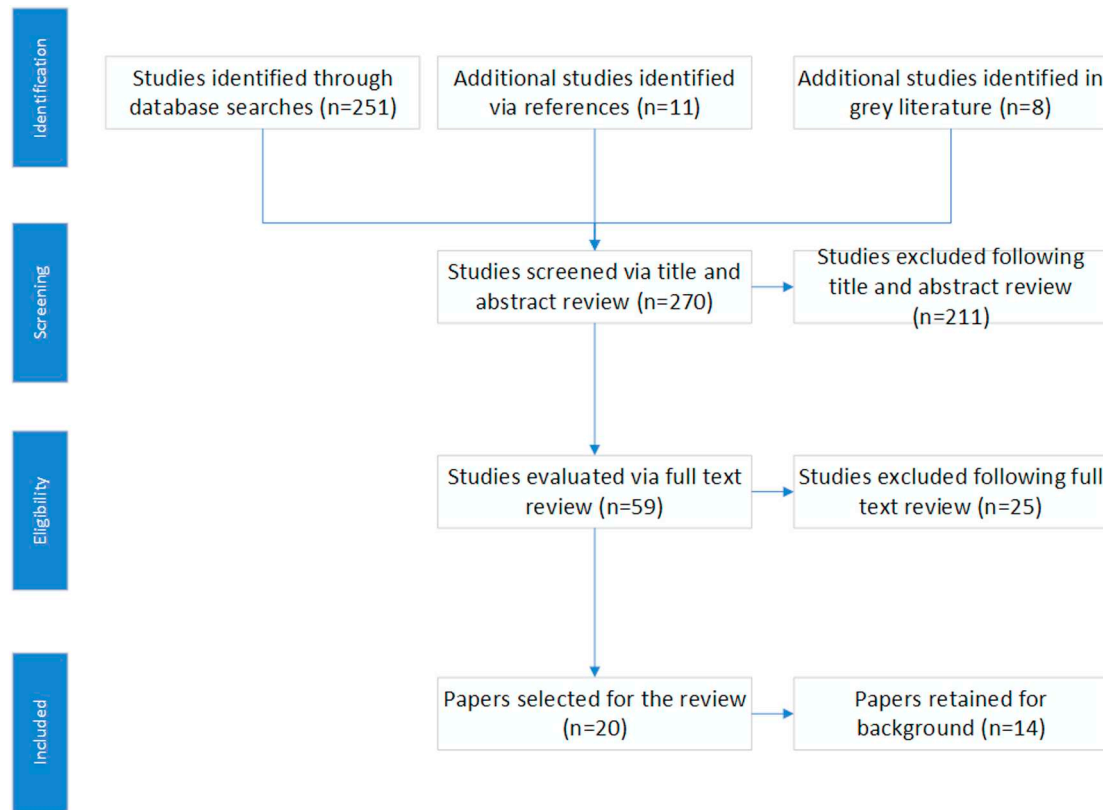 Identification
Studies identified through
database searches (n=251)
Additional studies identified
via references (n=11)
Additional studies identified in
grey literature (n=8)
Screening
Studies screened via title and
abstract review (n=270)
Studies excluded following
title and abstract review
(n=211)
Eligibility
Studies evaluated via full text
review (n=59)
Studies excluded following full
text review (n=25)
Included
Papers selected for the review
(n=20)
Papers retained for
background (n=14)